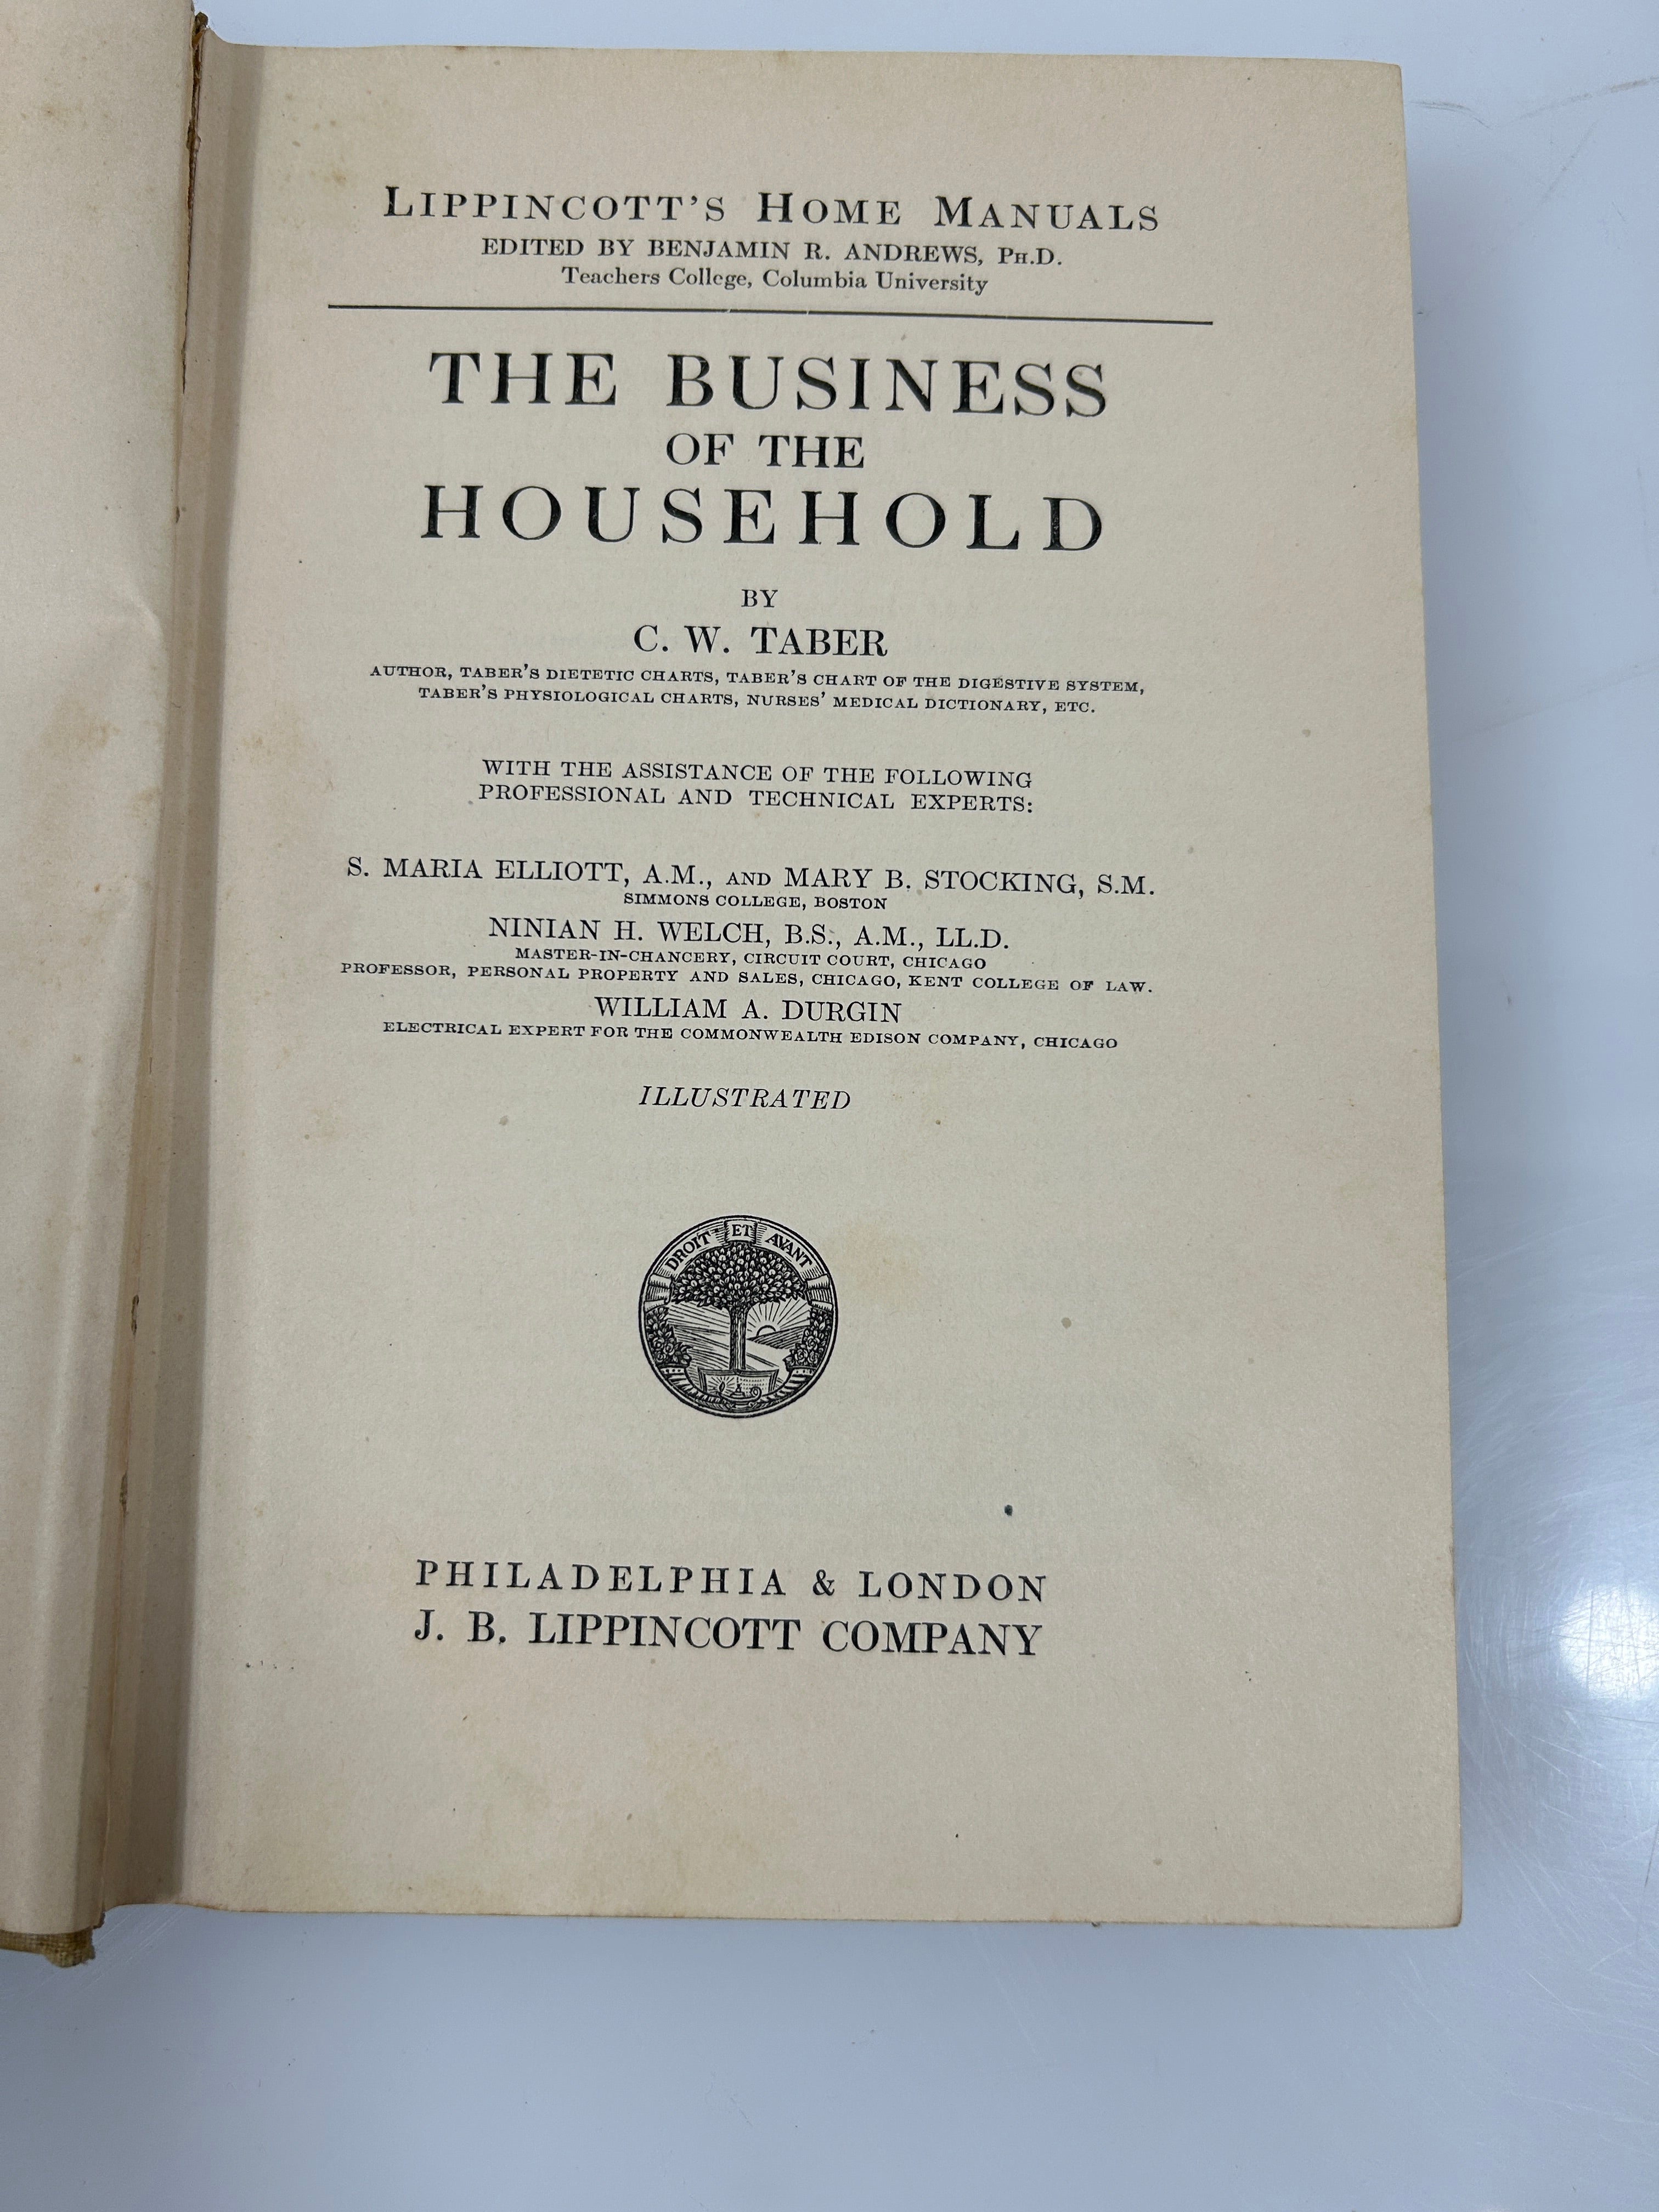 LIPPINCOTT'S HOME MANUALS
EDITED BY BENJAMIN R. ANDREWS, PH.D.
Teachers College, Columbia University
THE BUSINESS
OF THE
HOUSEHOLD
BY
C. W. TABER
AUTHOR, TABER'S DIETETIC CHARTS, TABER'S CHART OF THE DIGESTIVE SYSTEM,
TABER'S PHYSIOLOGICAL CHARTS, NURSES' MEDICAL DICTIONARY, ETC.
WITH THE ASSISTANCE OF THE FOLLOWING
PROFESSIONAL AND TECHNICAL EXPERTS:
S. MARIA ELLIOTT, A.M., AND MARY B. STOCKING, S.M.
SIMMONS COLLEGE, BOSTON
NINIAN H. WELCH, B.S., A.M., LL.D.
MASTER-IN-CHANCERY, CIRCUIT COURT, CHICAGO
PROFESSOR, PERSONAL PROPERTY AND SALES, CHICAGO, KENT COLLEGE OF LAW.
WILLIAM A. DURGIN
ELECTRICAL EXPERT FOR THE COMMONWEALTH EDISON COMPANY, CHICAGO
ILLUSTRATED
DROIT ET AVANT
PHILADELPHIA & LONDON
J. B. LIPPINCOTT COMPANY